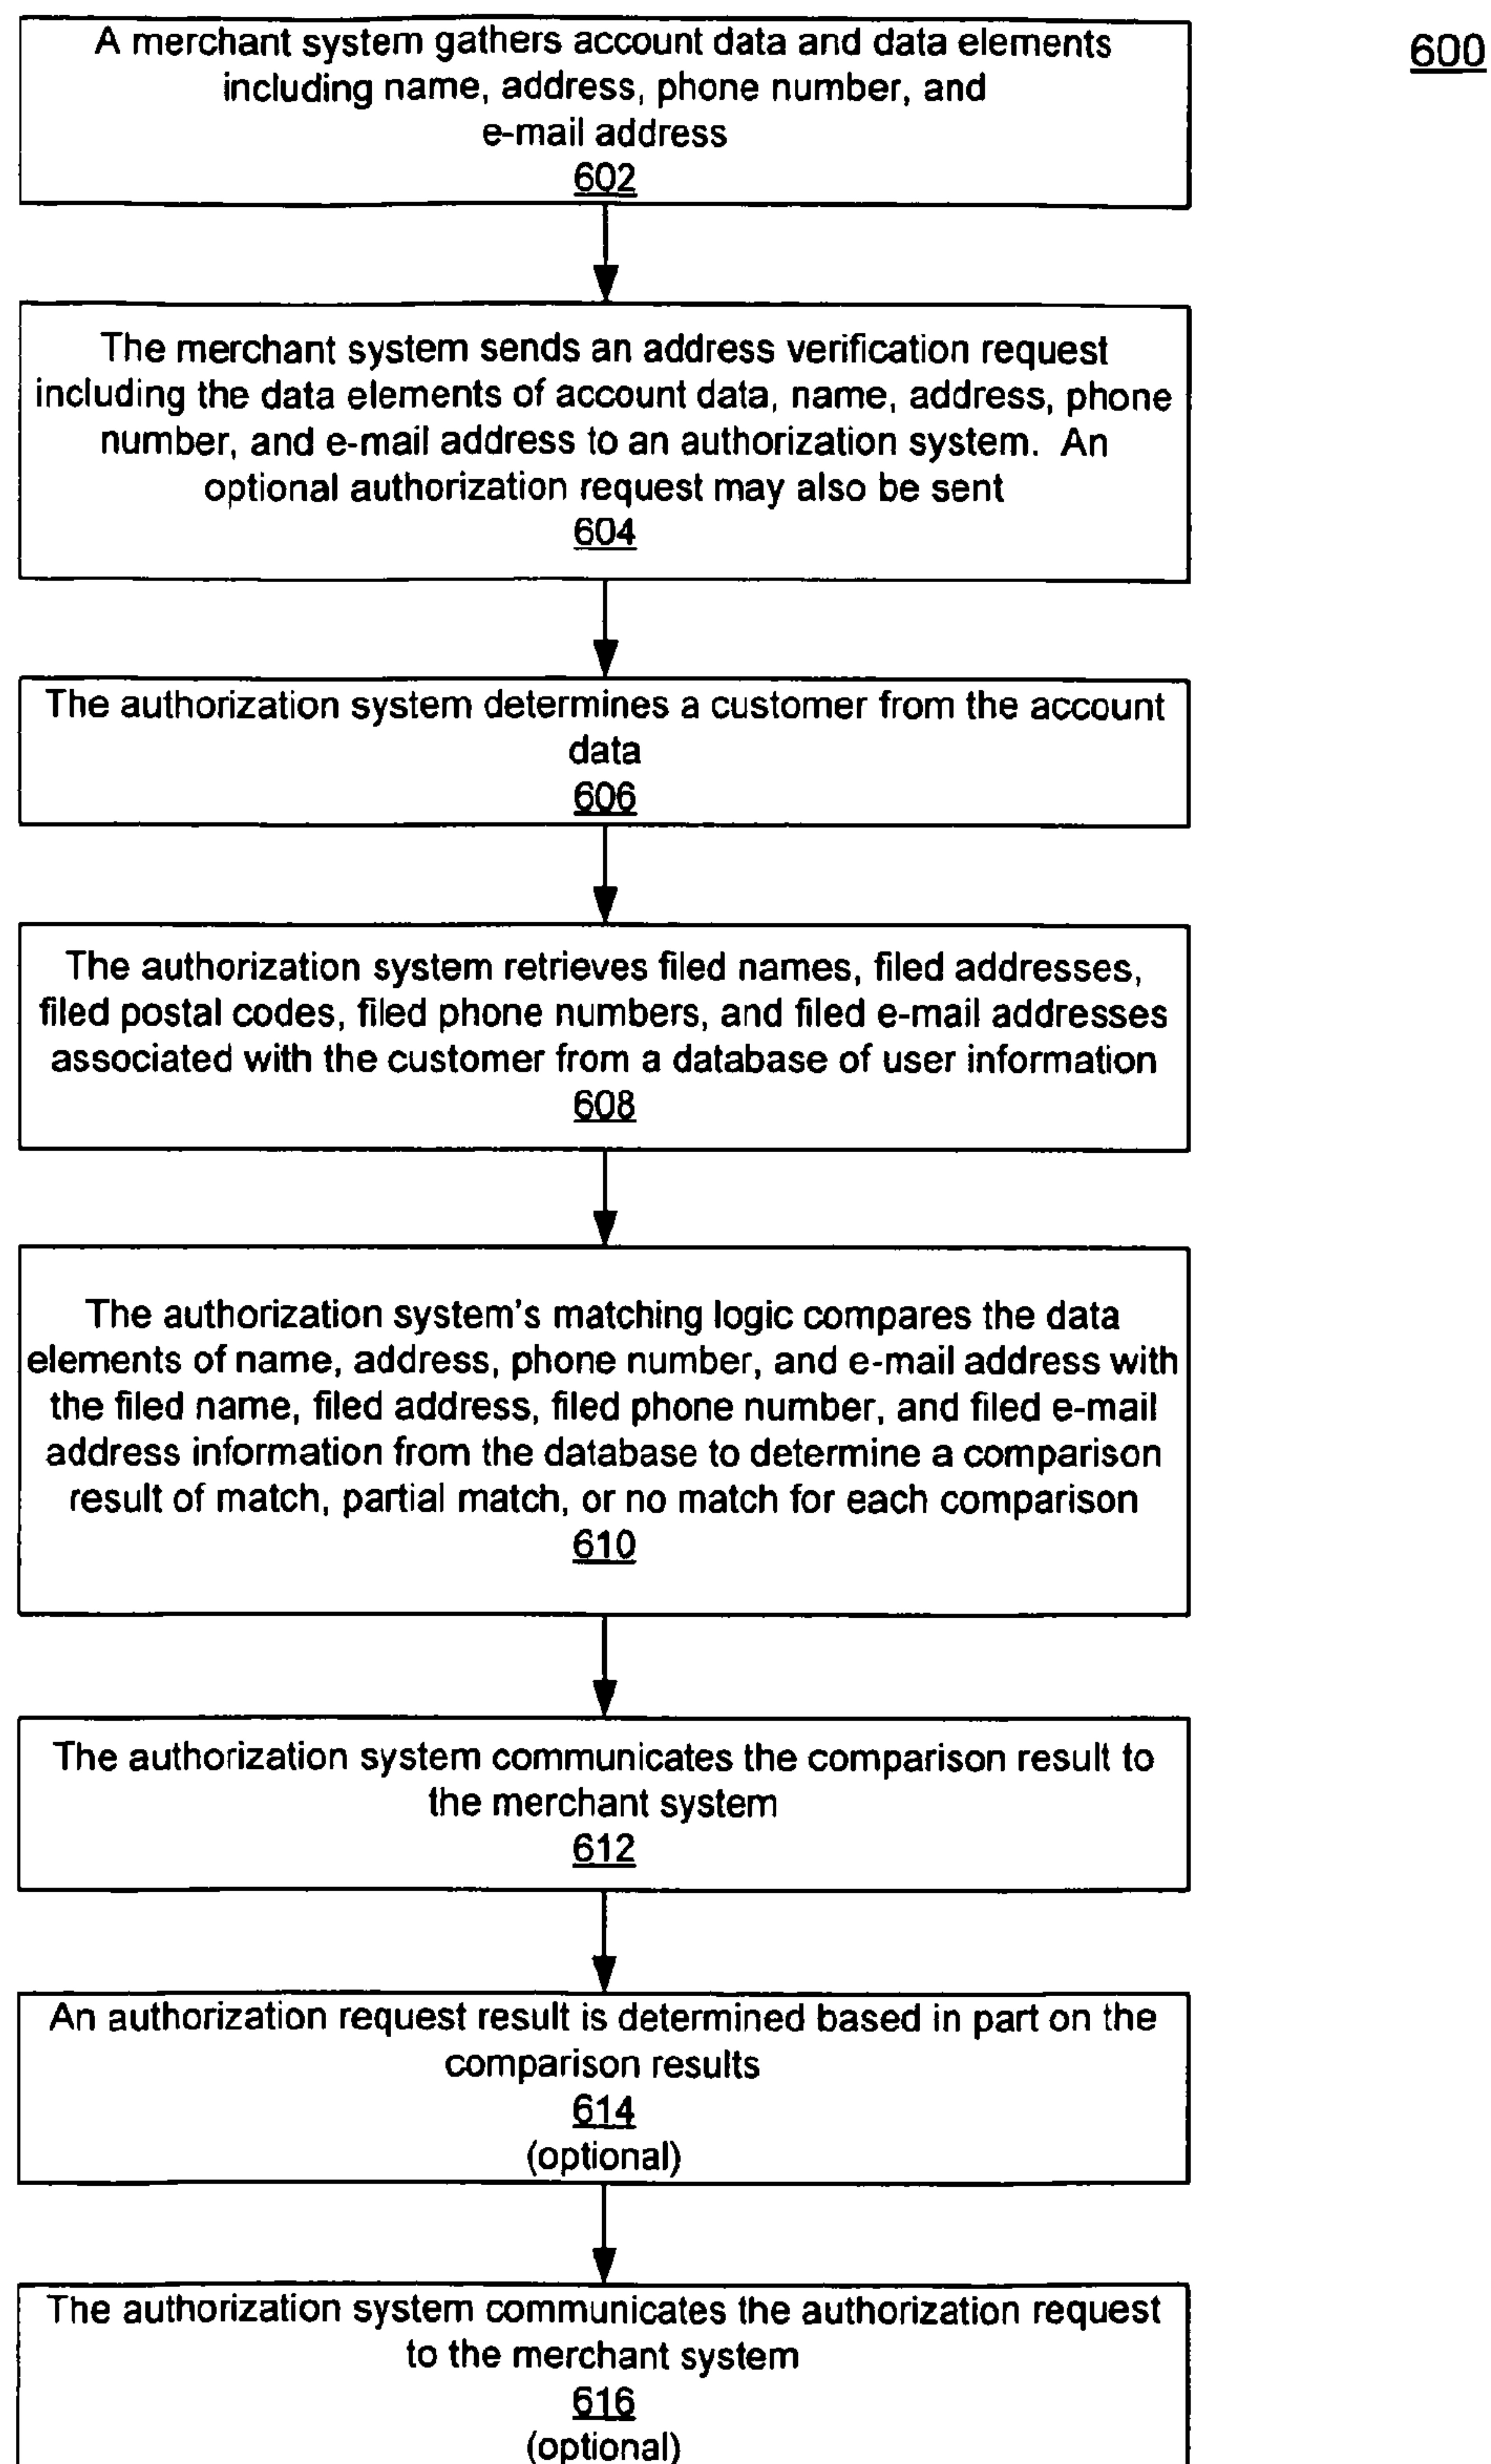 600
A merchant system gathers account data and data elements
including name, address, phone number, and
e-mail address
602
The merchant system sends an address verification request
including the data elements of account data, name, address, phone
number, and e-mail address to an authorization system. An
optional authorization request may also be sent
604
The authorization system determines a customer from the account
data
606
The authorization system retrieves filed names, filed addresses,
filed postal codes, filed phone numbers, and filed e-mail addresses
associated with the customer from a database of user information
608
The authorization system's matching logic compares the data
elements of name, address, phone number, and e-mail address with
the filed name, filed address, filed phone number, and filed e-mail
address information from the database to determine a comparison
result of match, partial match, or no match for each comparison
610
The authorization system communicates the comparison result to
the merchant system
612
An authorization request result is determined based in part on the
comparison results
614
(optional)
The authorization system communicates the authorization request
to the merchant system
616
(optional)